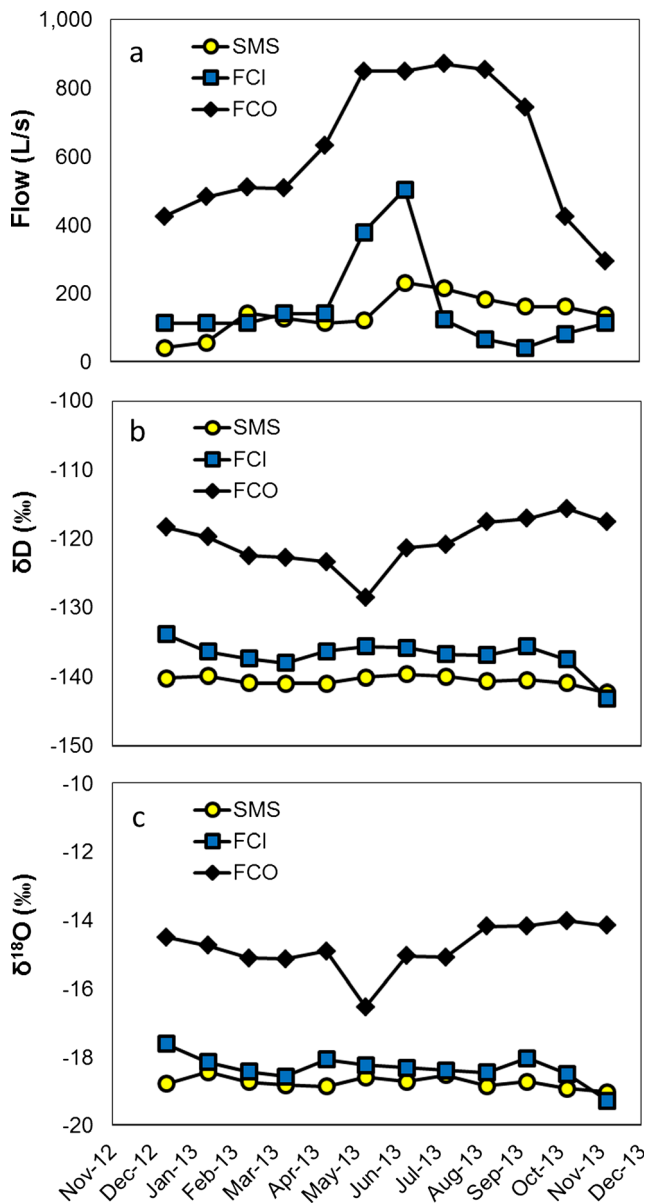 1,000
a
SMS
FCI
FCO
800
600
400
200
0
Flow (L/s)
-100
b
SMS
FCI
FCO
-110
-120
-130
-140
-150
δD (‰)
-10
c
SMS
FCI
FCO
-12
-14
-16
-18
-20
δ¹⁸O (‰)
Nov-12
Dec-12
Jan-13
Feb-13
Mar-13
Apr-13
May-13
Jun-13
Jul-13
Aug-13
Sep-13
Oct-13
Nov-13
Dec-13